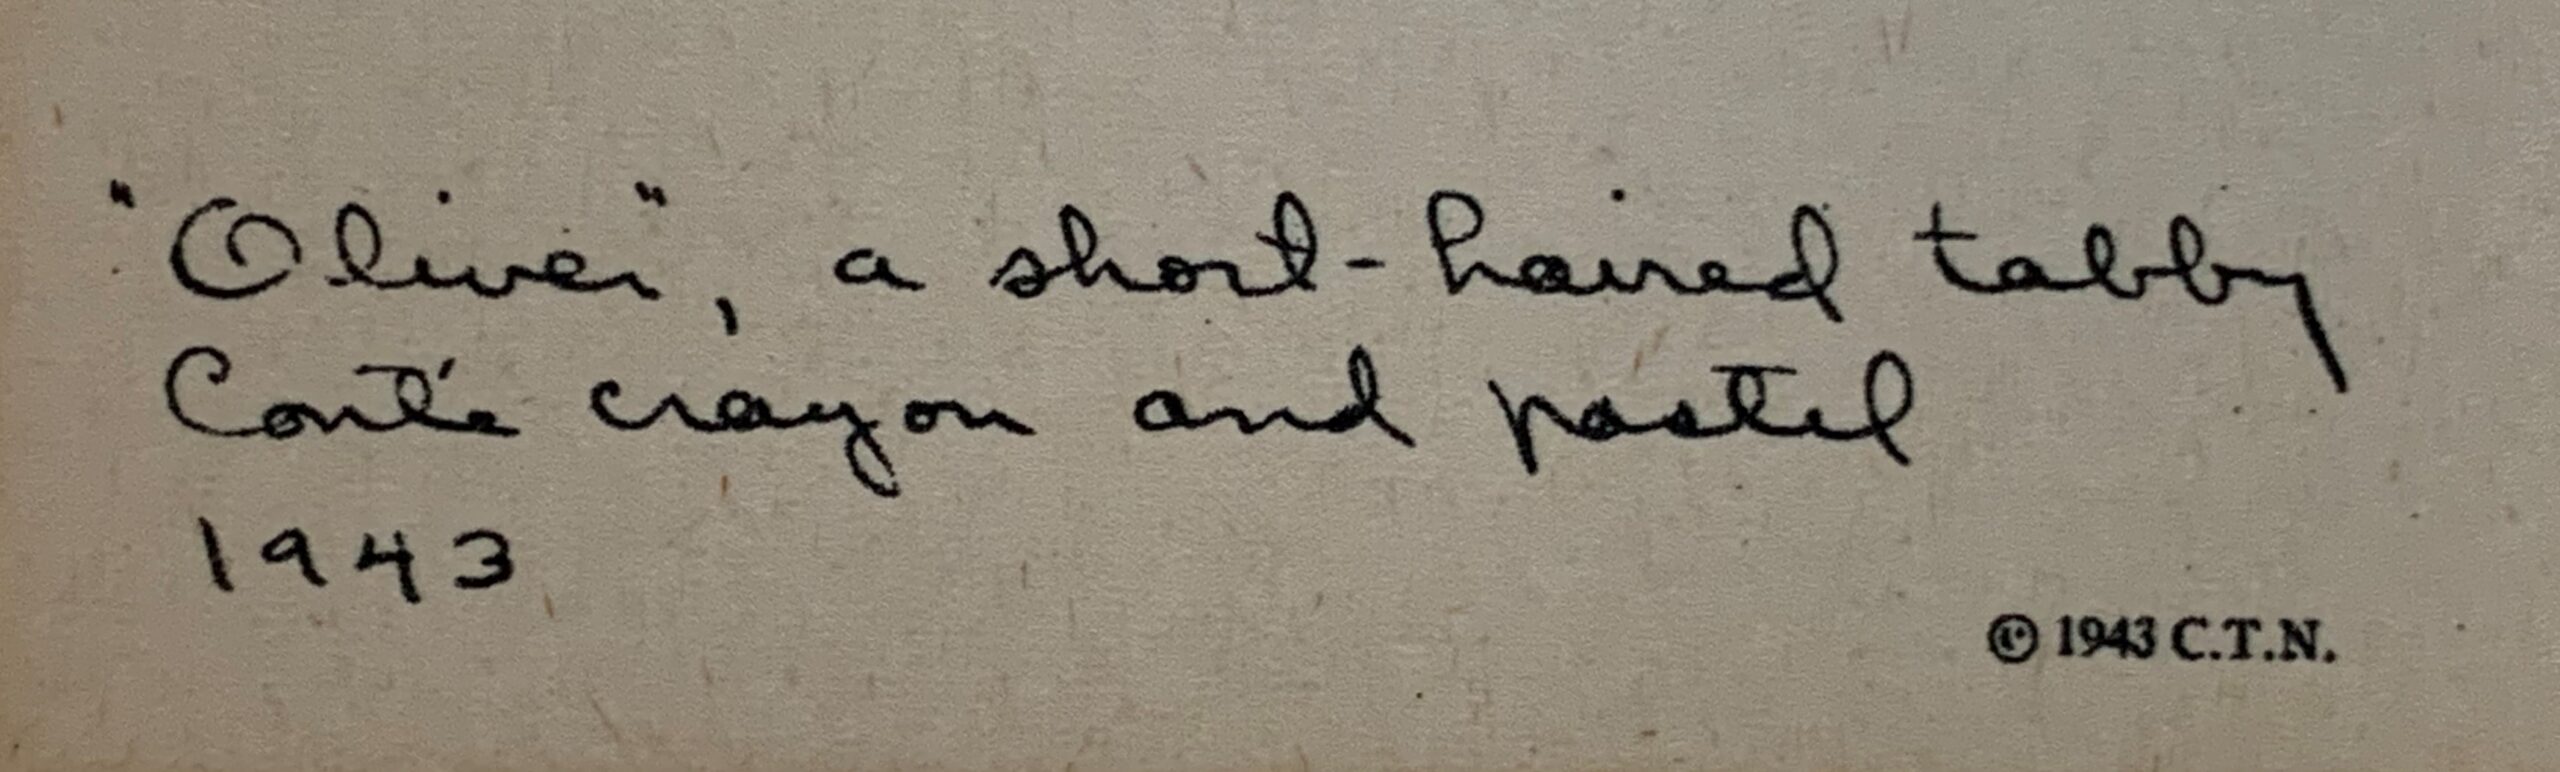 "Oliver", a short-haired tabby
Conté crayon and pastel
1943
© 1943 C.T.N.